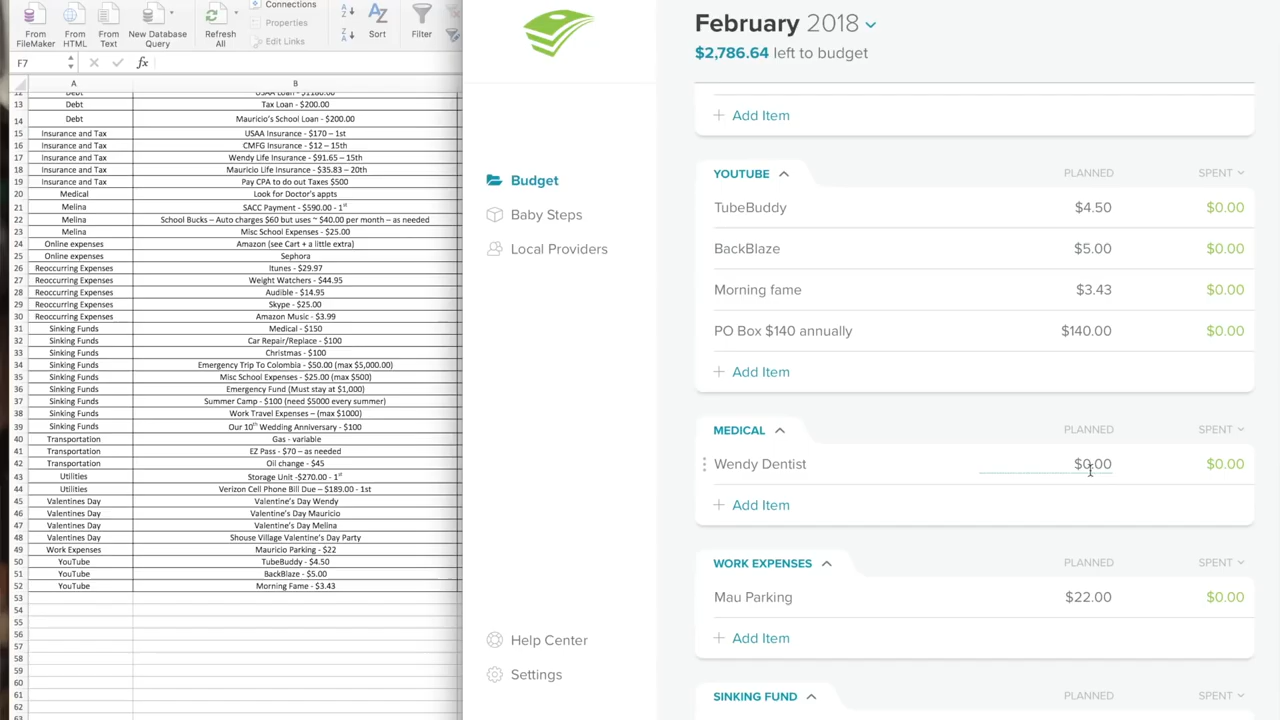 Connections
Properties
Edit Links
From FileMaker
From HTML
From Text
New Database Query
Refresh All
Sort
Filter
F7
fx
A B
12 Debt USAA Loan - $1180.00
13 Debt Tax Loan - $200.00
14 Debt Mauricio's School Loan - $200.00
15 Insurance and Tax USAA Insurance - $170 – 1st
16 Insurance and Tax CMFG Insurance - $12 – 15th
17 Insurance and Tax Wendy Life Insurance - $91.65 – 15th
18 Insurance and Tax Mauricio Life Insurance - $35.83 – 20th
19 Insurance and Tax Pay CPA to do out Taxes $500
20 Medical Look for Doctor's appts
21 Melina SACC Payment - $590.00 - 1st
22 Melina School Bucks – Auto charges $60 but uses ~ $40.00 per month – as needed
23 Melina Misc School Expenses - $25.00
24 Online expenses Amazon (see Cart + a little extra)
25 Online expenses Sephora
26 Reoccurring Expenses Itunes - $29.97
27 Reoccurring Expenses Weight Watchers - $44.95
28 Reoccurring Expenses Audible - $14.95
29 Reoccurring Expenses Skype - $25.00
30 Reoccurring Expenses Amazon Music - $3.99
31 Sinking Funds Medical - $150
32 Sinking Funds Car Repair/Replace - $100
33 Sinking Funds Christmas - $100
34 Sinking Funds Emergency Trip To Colombia - $50.00 (max $5,000.00)
35 Sinking Funds Misc School Expenses - $25.00 (max $500)
36 Sinking Funds Emergency Fund (Must stay at $1,000)
37 Sinking Funds Summer Camp - $100 (need $5000 every summer)
38 Sinking Funds Work Travel Expenses – (max $1000)
39 Sinking Funds Our 10th Wedding Anniversary - $100
40 Transportation Gas - variable
41 Transportation EZ Pass - $70 – as needed
42 Transportation Oil change - $45
43 Utilities Storage Unit -$270.00 - 1st
44 Utilities Verizon Cell Phone Bill Due – $189.00 - 1st
45 Valentines Day Valentine's Day Wendy
46 Valentines Day Valentine's Day Mauricio
47 Valentines Day Valentine's Day Melina
48 Valentines Day Shouse Village Valentine's Day Party
49 Work Expenses Mauricio Parking - $22
50 YouTube TubeBuddy - $4.50
51 YouTube BackBlaze - $5.00
52 YouTube Morning Fame - $3.43
53
54
55
56
57
58
59
60
61
62
63
Budget
Baby Steps
Local Providers
Help Center
Settings
February 2018
$2,786.64 left to budget
+ Add Item
YOUTUBE PLANNED SPENT
TubeBuddy $4.50 $0.00
BackBlaze $5.00 $0.00
Morning fame $3.43 $0.00
PO Box $140 annually $140.00 $0.00
+ Add Item
MEDICAL PLANNED SPENT
Wendy Dentist $0.00 $0.00
+ Add Item
WORK EXPENSES PLANNED SPENT
Mau Parking $22.00 $0.00
+ Add Item
SINKING FUND PLANNED SPENT